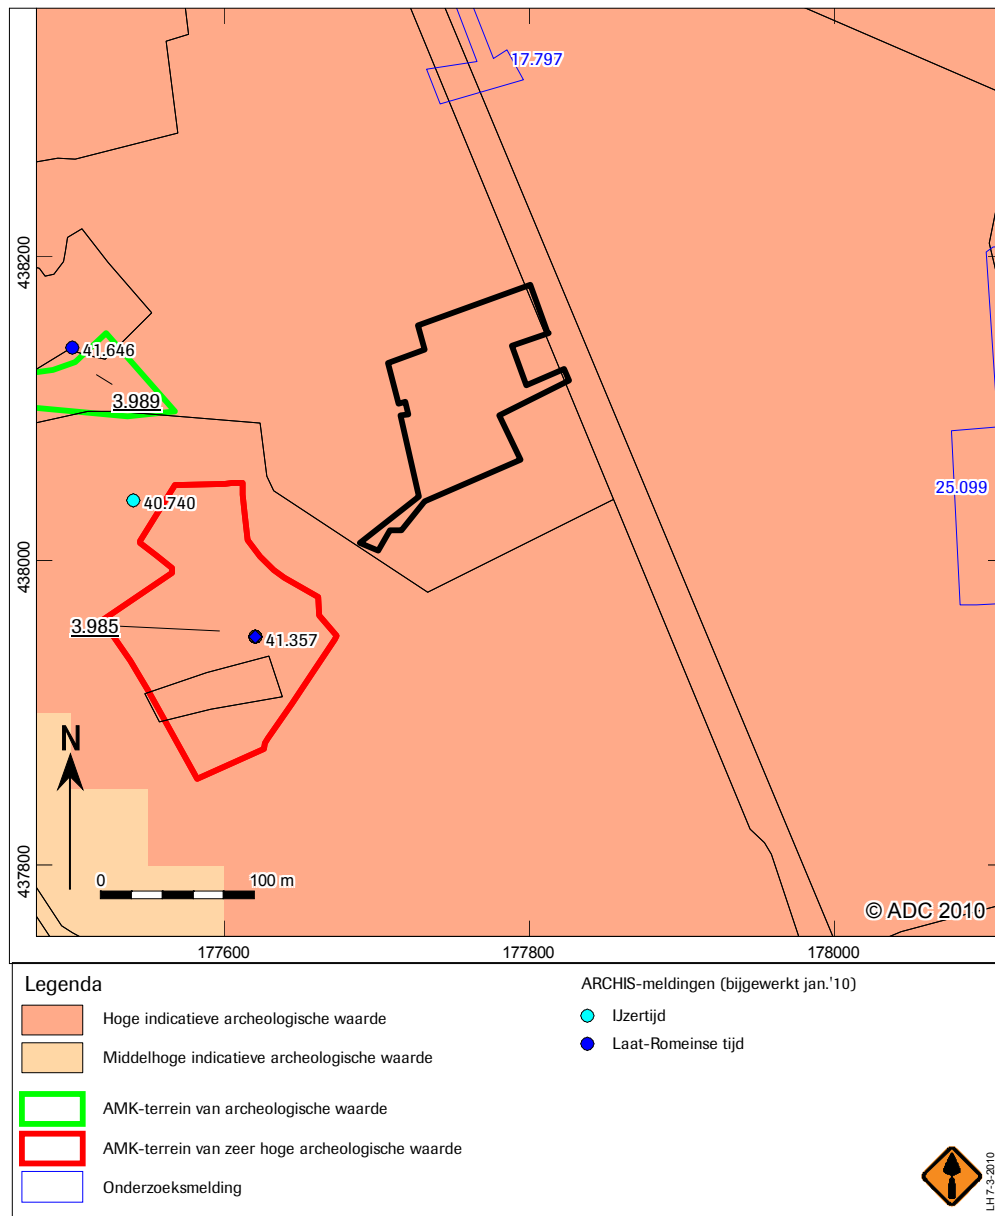 17.797
438200
41.646
3.989
25.099
40.740
438000
3.985
41.357
N
437800
0 100 m
© ADC 2010
177600 177800 178000
Legenda
Hoge indicatieve archeologische waarde
Middelhoge indicatieve archeologische waarde
AMK-terrein van archeologische waarde
AMK-terrein van zeer hoge archeologische waarde
Onderzoeksmelding
ARCHIS-meldingen (bijgewerkt jan.'10)
IJzertijd
Laat-Romeinse tijd
LH 7-3-2010